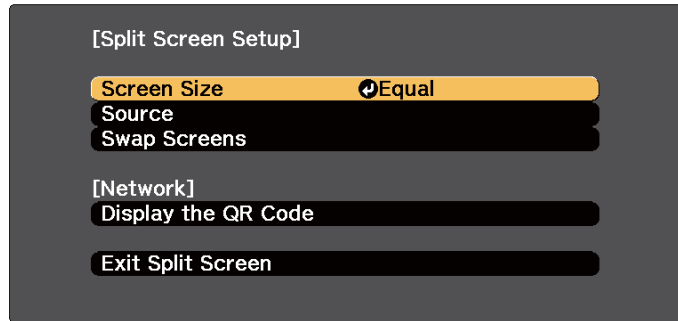 [Split Screen Setup]
Screen Size Equal
Source
Swap Screens
[Network]
Display the QR Code
Exit Split Screen